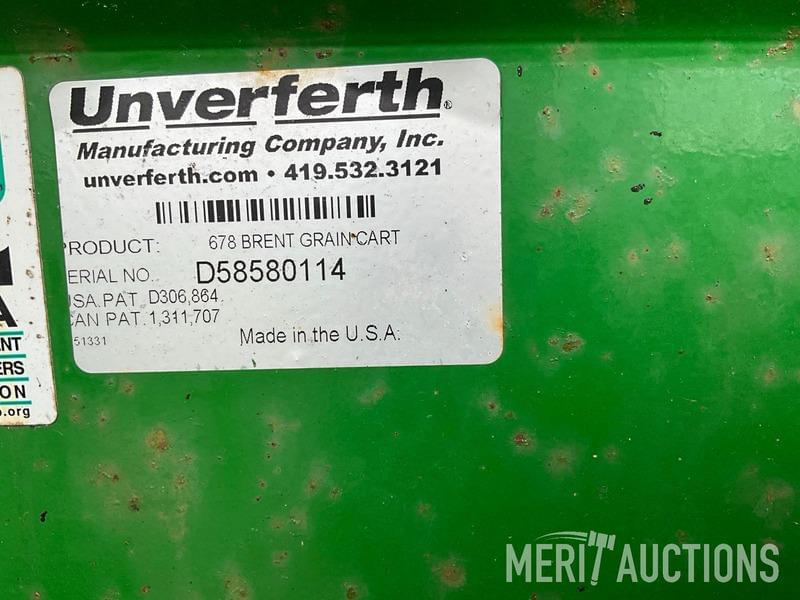 Unverferth®
Manufacturing Company, Inc.
unverferth.com • 419.532.3121
PRODUCT: 678 BRENT GRAIN CART
ERIAL NO. D58580114
USA.PAT. D306,864
CAN PAT. 1,311,707
51331
Made in the U.S.A.
A
NT
ERS
ON
.org
MERIT AUCTIONS